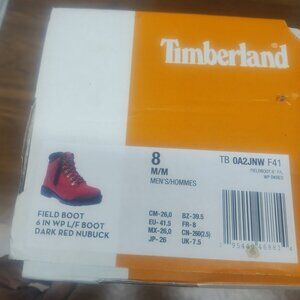 Timberland
8
M/M
MEN'S/HOMMES
TB 0A2JNW F41
CM-26,0 BZ-39.5
EU-41.5 FR-8
MX-26.0 CN-260(2.5)
JP-26 UK-7.5
FIELD BOOT
6 IN WP L/F BOOT
DARK RED NUBUCK